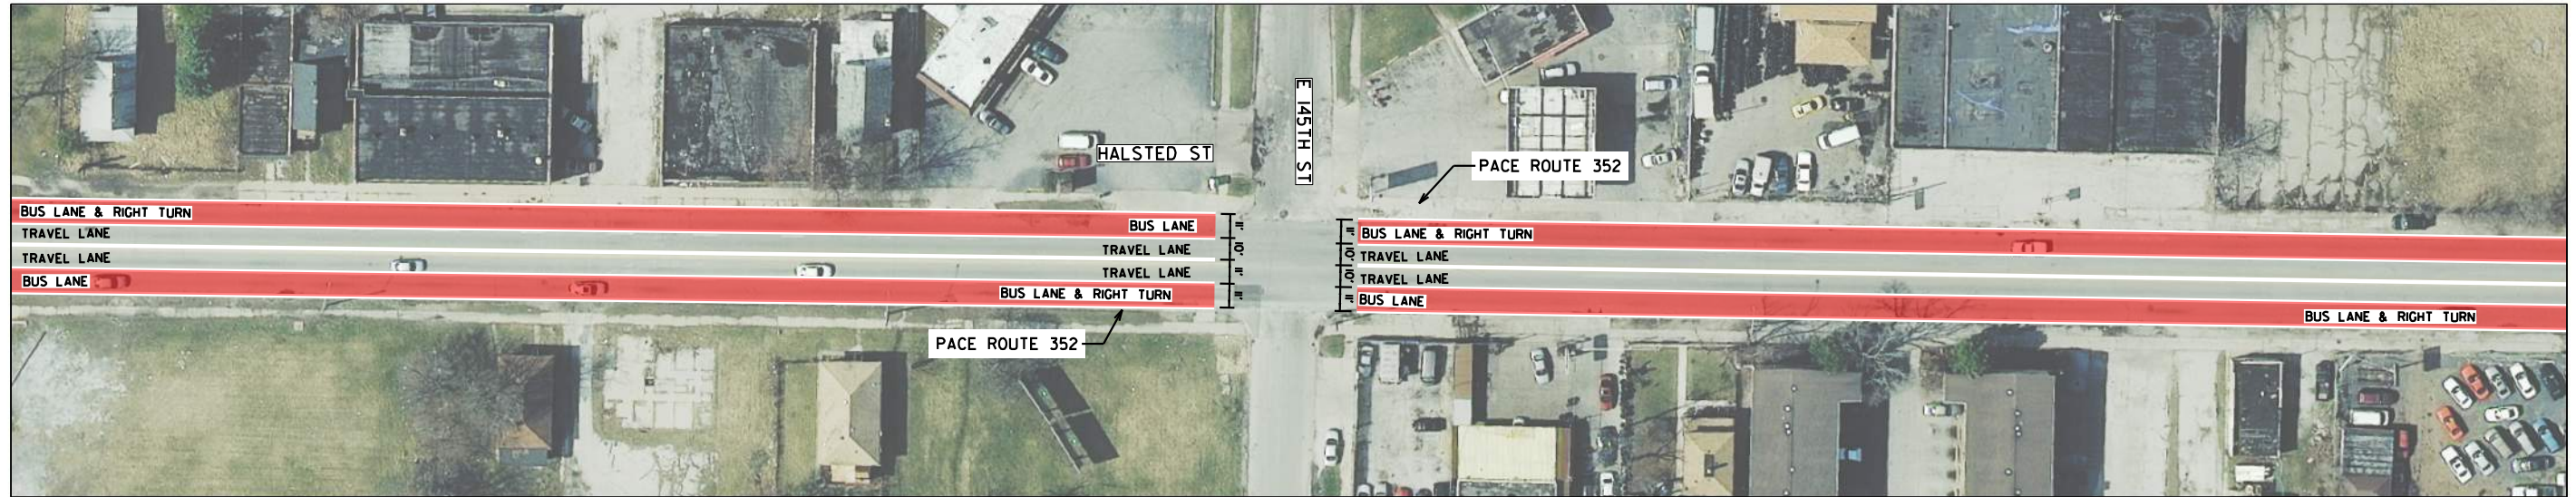 E 145TH ST
HALSTED ST
PACE ROUTE 352
BUS LANE & RIGHT TURN
TRAVEL LANE
TRAVEL LANE
BUS LANE
BUS LANE
TRAVEL LANE
TRAVEL LANE
BUS LANE & RIGHT TURN
11'
10'
11'
11'
11'
10'
10'
11'
BUS LANE & RIGHT TURN
TRAVEL LANE
TRAVEL LANE
BUS LANE
BUS LANE & RIGHT TURN
PACE ROUTE 352